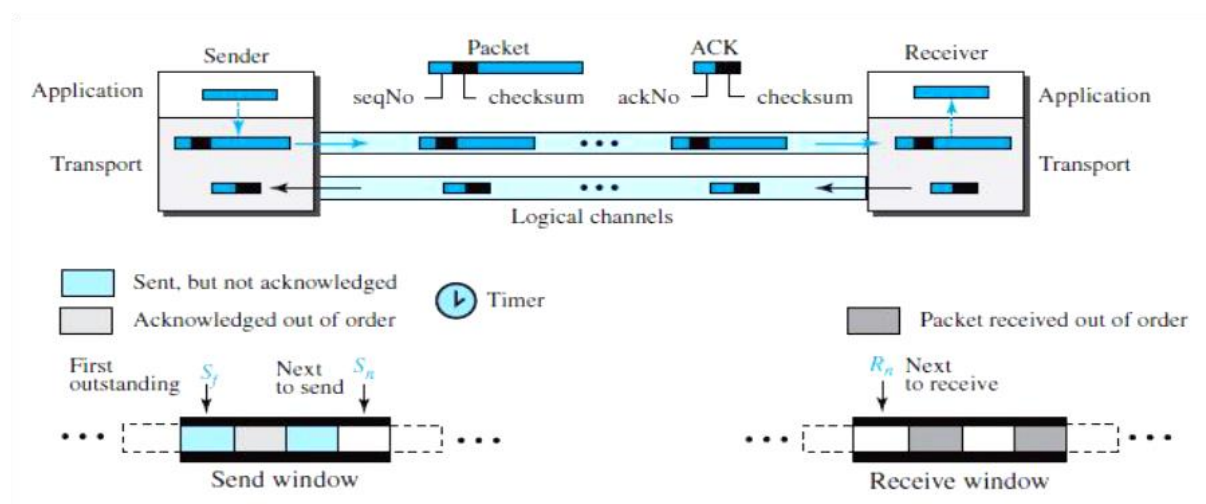 Sender
Packet
ACK
Receiver
Application
seqNo
checksum
ackNo
checksum
Application
Transport
Transport
Logical channels
Sent, but not acknowledged
Timer
Acknowledged out of order
Packet received out of order
First
outstanding
Sf
Next
to send
Sn
Rn
Next
to receive
Send window
Receive window